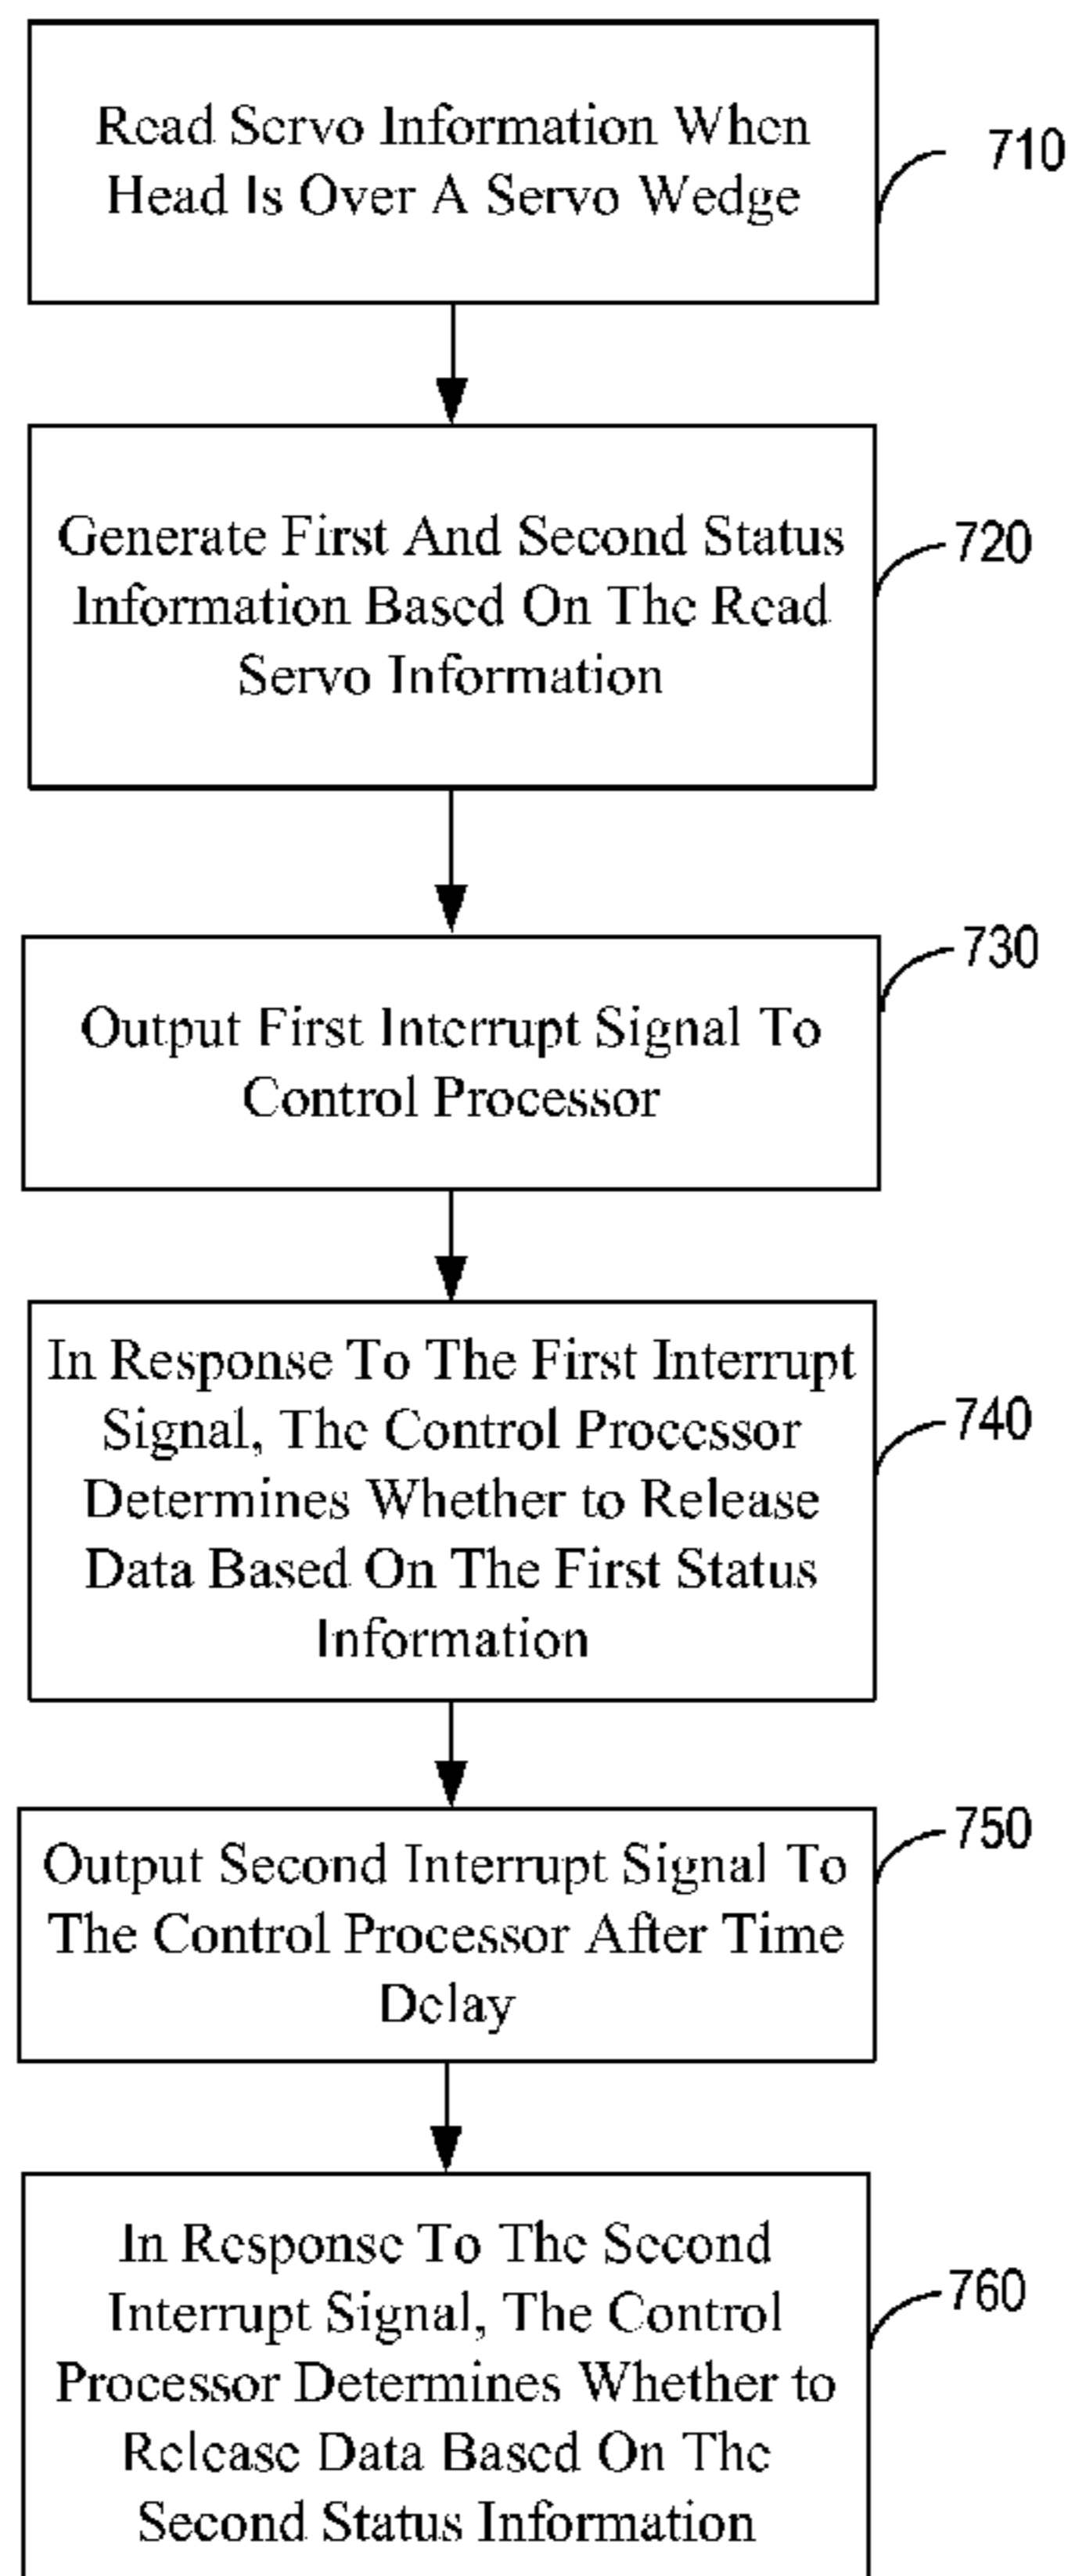 Read Servo Information When
Head Is Over A Servo Wedge
710
Generate First And Second Status
Information Based On The Read
Servo Information
720
Output First Interrupt Signal To
Control Processor
730
In Response To The First Interrupt
Signal, The Control Processor
Determines Whether to Release
Data Based On The First Status
Information
740
Output Second Interrupt Signal To
The Control Processor After Time
Delay
750
In Response To The Second
Interrupt Signal, The Control
Processor Determines Whether to
Release Data Based On The
Second Status Information
760